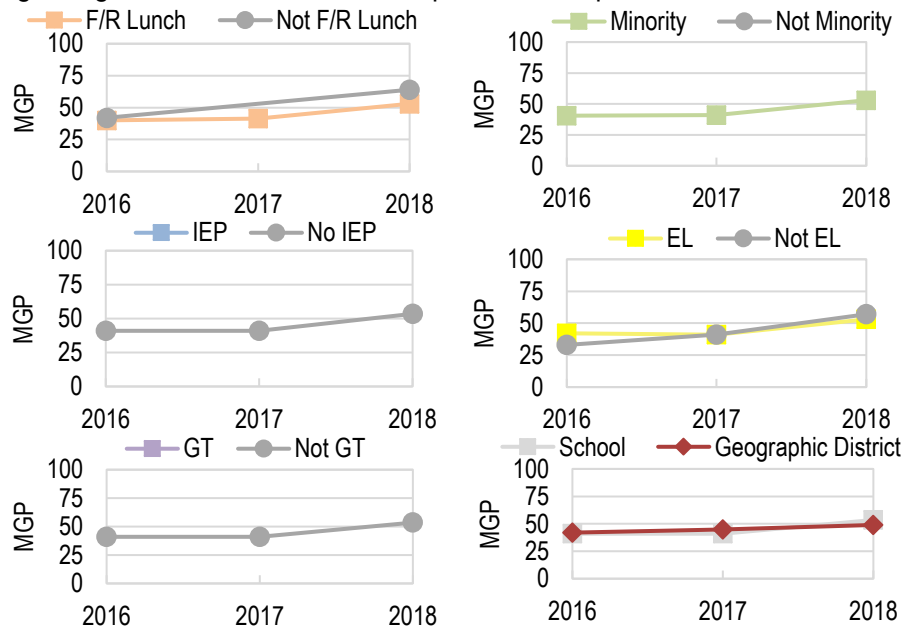 F/R Lunch Not F/R Lunch
100
75
50
25
0
MGP
2016 2017 2018
Minority Not Minority
100
75
50
25
0
MGP
2016 2017 2018
IEP No IEP
100
75
50
25
0
MGP
2016 2017 2018
EL Not EL
100
75
50
25
0
MGP
2016 2017 2018
GT Not GT
100
75
50
25
0
MGP
2016 2017 2018
School Geographic District
100
75
50
25
0
MGP
2016 2017 2018